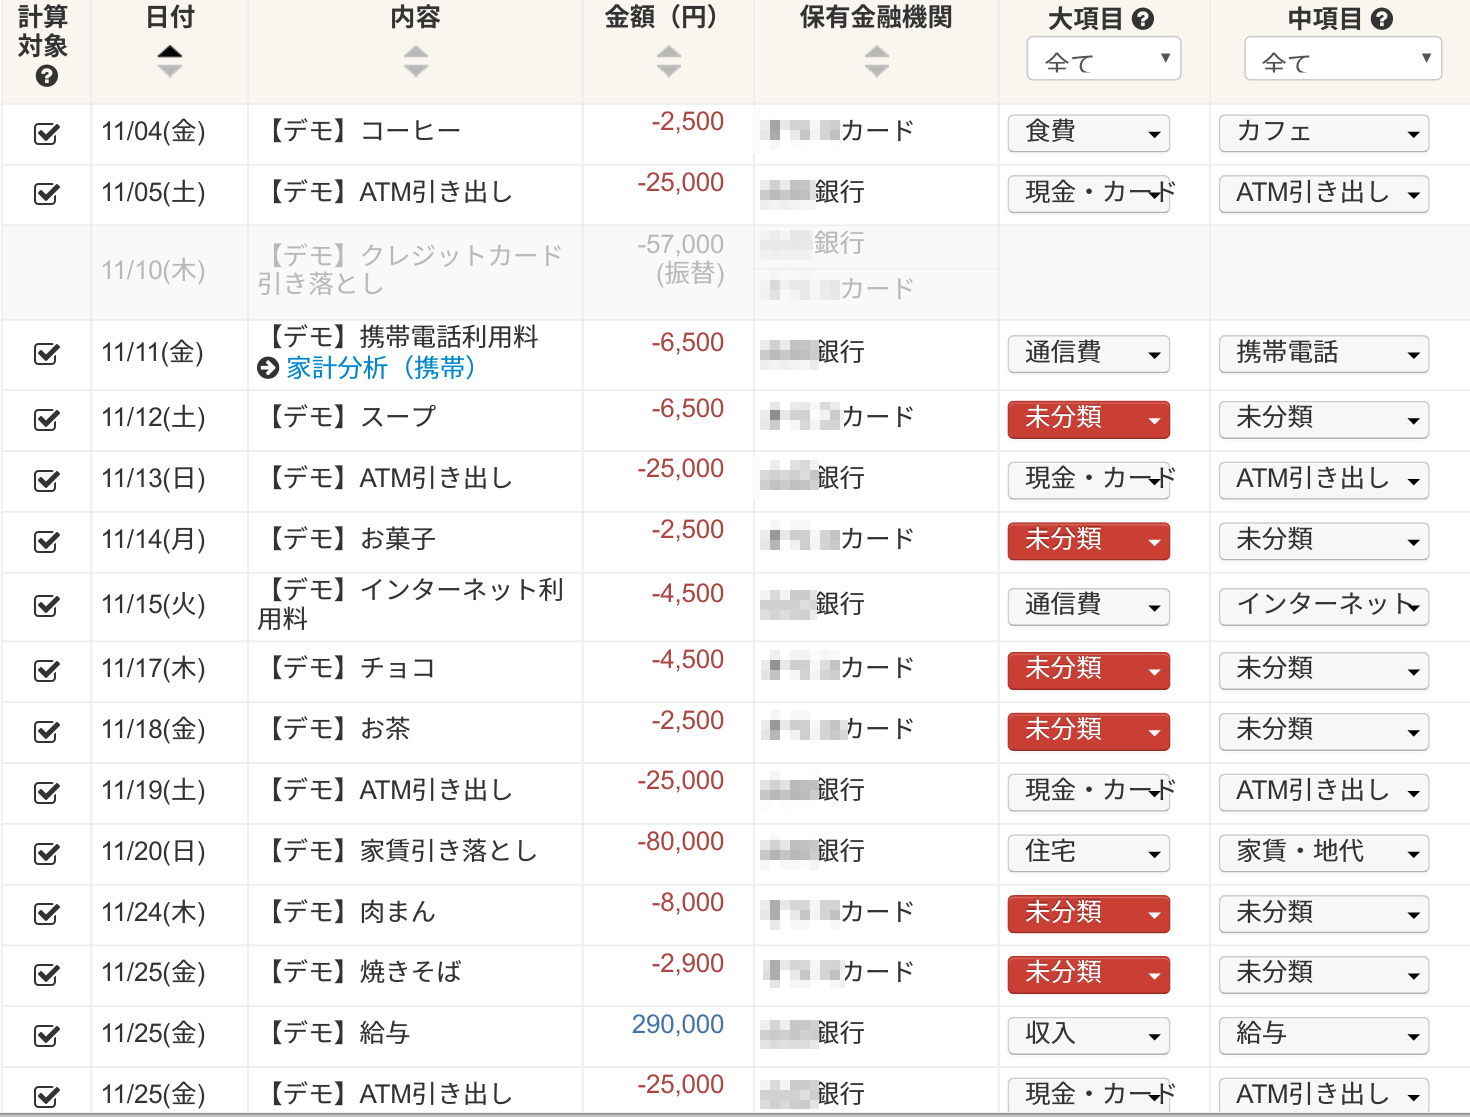 計算対象 日付 内容 金額（円） 保有金融機関 大項目 中項目
全て 全て
11/04(金) 【デモ】コーヒー -2,500 カード 食費 カフェ
11/05(土) 【デモ】ATM引き出し -25,000 銀行 現金・カード ATM引き出し
11/10(木) 【デモ】クレジットカード引き落とし -57,000 (振替) 銀行 カード
11/11(金) 【デモ】携帯電話利用料 -6,500 銀行 通信費 携帯電話
家計分析（携帯）
11/12(土) 【デモ】スープ -6,500 カード 未分類 未分類
11/13(日) 【デモ】ATM引き出し -25,000 銀行 現金・カード ATM引き出し
11/14(月) 【デモ】お菓子 -2,500 カード 未分類 未分類
11/15(火) 【デモ】インターネット利用料 -4,500 銀行 通信費 インターネット
11/17(木) 【デモ】チョコ -4,500 カード 未分類 未分類
11/18(金) 【デモ】お茶 -2,500 カード 未分類 未分類
11/19(土) 【デモ】ATM引き出し -25,000 銀行 現金・カード ATM引き出し
11/20(日) 【デモ】家賃引き落とし -80,000 銀行 住宅 家賃・地代
11/24(木) 【デモ】肉まん -8,000 カード 未分類 未分類
11/25(金) 【デモ】焼きそば -2,900 カード 未分類 未分類
11/25(金) 【デモ】給与 290,000 銀行 収入 給与
11/25(金) 【デモ】ATM引き出し -25,000 銀行 現金・カード ATM引き出し